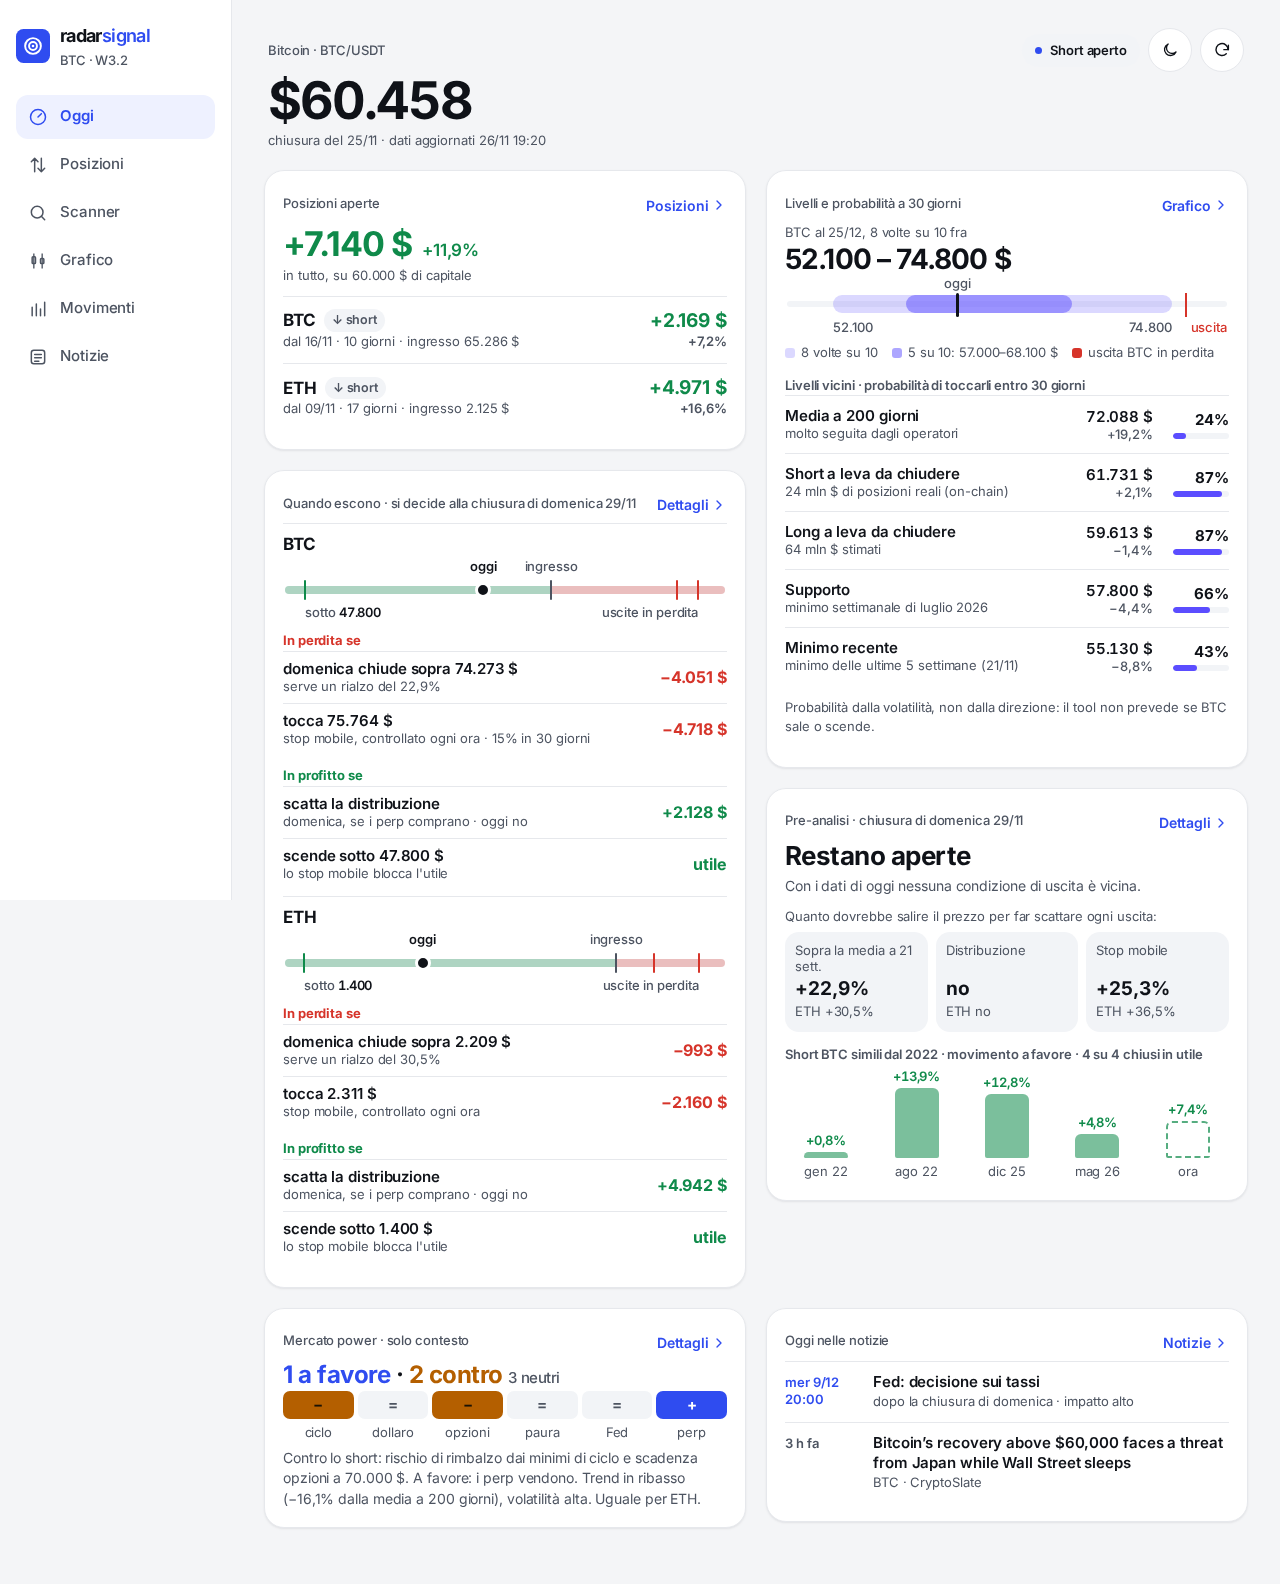 radarsignal
BTC · W3.2
Oggi
Posizioni
Scanner
Grafico
Movimenti
Notizie
Bitcoin · BTC/USDT
Short aperto
$60.458
chiusura del 25/11 · dati aggiornati 26/11 19:20
Posizioni aperte
Posizioni
+7.140 $ +11,9%
in tutto, su 60.000 $ di capitale
BTC ↓ short +2.169 $
dal 16/11 · 10 giorni · ingresso 65.286 $ +7,2%
ETH ↓ short +4.971 $
dal 09/11 · 17 giorni · ingresso 2.125 $ +16,6%
Quando escono · si decide alla chiusura di domenica 29/11
Dettagli
BTC
oggi ingresso
sotto 47.800 uscite in perdita
In perdita se
domenica chiude sopra 74.273 $
serve un rialzo del 22,9%
−4.051 $
tocca 75.764 $
stop mobile, controllato ogni ora · 15% in 30 giorni
−4.718 $
In profitto se
scatta la distribuzione
domenica, se i perp comprano · oggi no
+2.128 $
scende sotto 47.800 $
lo stop mobile blocca l'utile
utile
ETH
oggi ingresso
sotto 1.400 uscite in perdita
In perdita se
domenica chiude sopra 2.209 $
serve un rialzo del 30,5%
−993 $
tocca 2.311 $
stop mobile, controllato ogni ora
−2.160 $
In profitto se
scatta la distribuzione
domenica, se i perp comprano · oggi no
+4.942 $
scende sotto 1.400 $
lo stop mobile blocca l'utile
utile
Livelli e probabilità a 30 giorni
Grafico
BTC al 25/12, 8 volte su 10 fra
52.100 – 74.800 $
oggi
52.100 74.800 uscita
8 volte su 10 5 su 10: 57.000–68.100 $ uscita BTC in perdita
Livelli vicini · probabilità di toccarli entro 30 giorni
Media a 200 giorni 72.088 $ 24%
molto seguita dagli operatori +19,2%
Short a leva da chiudere 61.731 $ 87%
24 mln $ di posizioni reali (on-chain) +2,1%
Long a leva da chiudere 59.613 $ 87%
64 mln $ stimati −1,4%
Supporto 57.800 $ 66%
minimo settimanale di luglio 2026 −4,4%
Minimo recente 55.130 $ 43%
minimo delle ultime 5 settimane (21/11) −8,8%
Probabilità dalla volatilità, non dalla direzione: il tool non prevede se BTC
sale o scende.
Pre-analisi · chiusura di domenica 29/11
Dettagli
Restano aperte
Con i dati di oggi nessuna condizione di uscita è vicina.
Quanto dovrebbe salire il prezzo per far scattare ogni uscita:
Sopra la media a 21
sett.
+22,9%
ETH +30,5%
Distribuzione
no
ETH no
Stop mobile
+25,3%
ETH +36,5%
Short BTC simili dal 2022 · movimento a favore · 4 su 4 chiusi in utile
+0,8% +13,9% +12,8% +4,8% +7,4%
gen 22 ago 22 dic 25 mag 26 ora
Mercato power · solo contesto
Dettagli
1 a favore · 2 contro 3 neutri
− = − = = +
ciclo dollaro opzioni paura Fed perp
Contro lo short: rischio di rimbalzo dai minimi di ciclo e scadenza
opzioni a 70.000 $. A favore: i perp vendono. Trend in ribasso
(−16,1% dalla media a 200 giorni), volatilità alta. Uguale per ETH.
Oggi nelle notizie
Notizie
mer 9/12
20:00
Fed: decisione sui tassi
dopo la chiusura di domenica · impatto alto
3 h fa
Bitcoin’s recovery above $60,000 faces a threat
from Japan while Wall Street sleeps
BTC · CryptoSlate